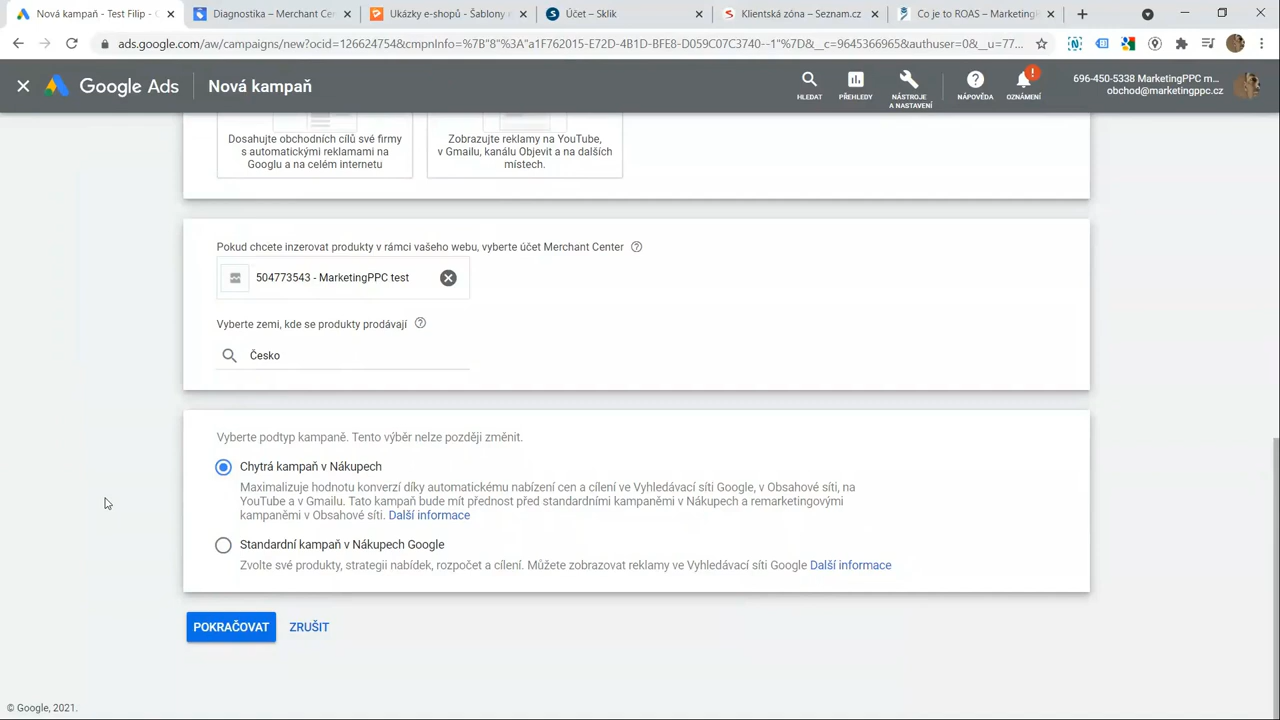 Nová kampaň - Test Filip -
Diagnostika – Merchant Ce
Ukázky e-shopů - Šablony
Účet – Sklik
Klientská zóna – Seznam.cz
Co je to ROAS - Marketing
ads.google.com/aw/campaigns/new?ocid=126624754&cmpnInfo=%7B"8"%3A"a1F762015-E72D-4B1D-BFE8-D059C07C3740--1"%7D&__c=9645366965&authuser=0&__u=77...
Google Ads
Nová kampaň
HLEDAT
PŘEHLEDY
NÁSTROJE
A NASTAVENÍ
NÁPOVĚDA
OZNÁMENÍ
696-450-5338 MarketingPPC m...
obchod@marketingppc.cz
Dosahujte obchodních cílů své firmy
s automatickými reklamami na
Googlu a na celém internetu
Zobrazujte reklamy na YouTube,
v Gmailu, kanálu Objevit a na dalších
místech.
Pokud chcete inzerovat produkty v rámci vašeho webu, vyberte účet Merchant Center
504773543 - MarketingPPC test
Vyberte zemi, kde se produkty prodávají
Česko
Vyberte podtyp kampaně. Tento výběr nelze později změnit.
Chytrá kampaň v Nákupech
Maximalizuje hodnotu konverzí díky automatickému nabízení cen a cílení ve Vyhledávací síti Google, v Obsahové síti, na
YouTube a v Gmailu. Tato kampaň bude mít přednost před standardními kampaněmi v Nákupech a remarketingovými
kampaněmi v Obsahové síti. Další informace
Standardní kampaň v Nákupech Google
Zvolte své produkty, strategii nabídek, rozpočet a cílení. Můžete zobrazovat reklamy ve Vyhledávací síti Google Další informace
POKRAČOVAT
ZRUŠIT
© Google, 2021.